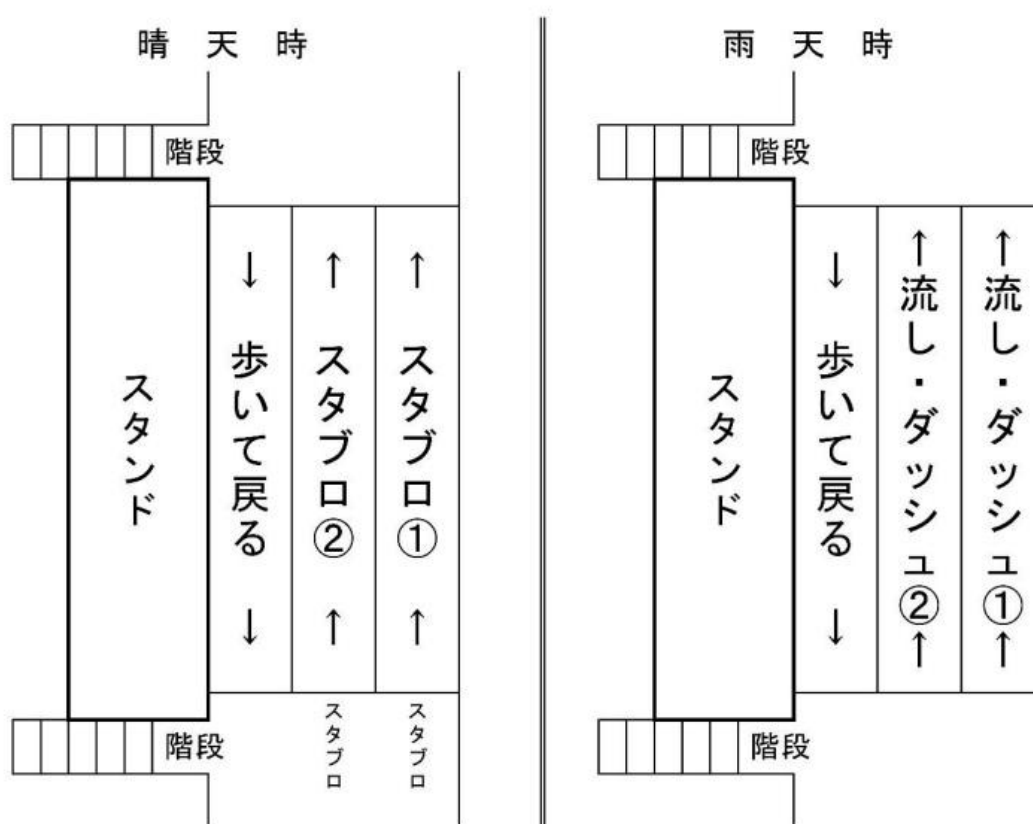 晴天時
階段
スタンド
↓歩いて戻る↓
↑スタブロ②↑
↑スタブロ①↑
階段
スタブロ
スタブロ
雨天時
階段
スタンド
↓歩いて戻る↓
↑流し・ダッシュ②↑
↑流し・ダッシュ①↑
階段